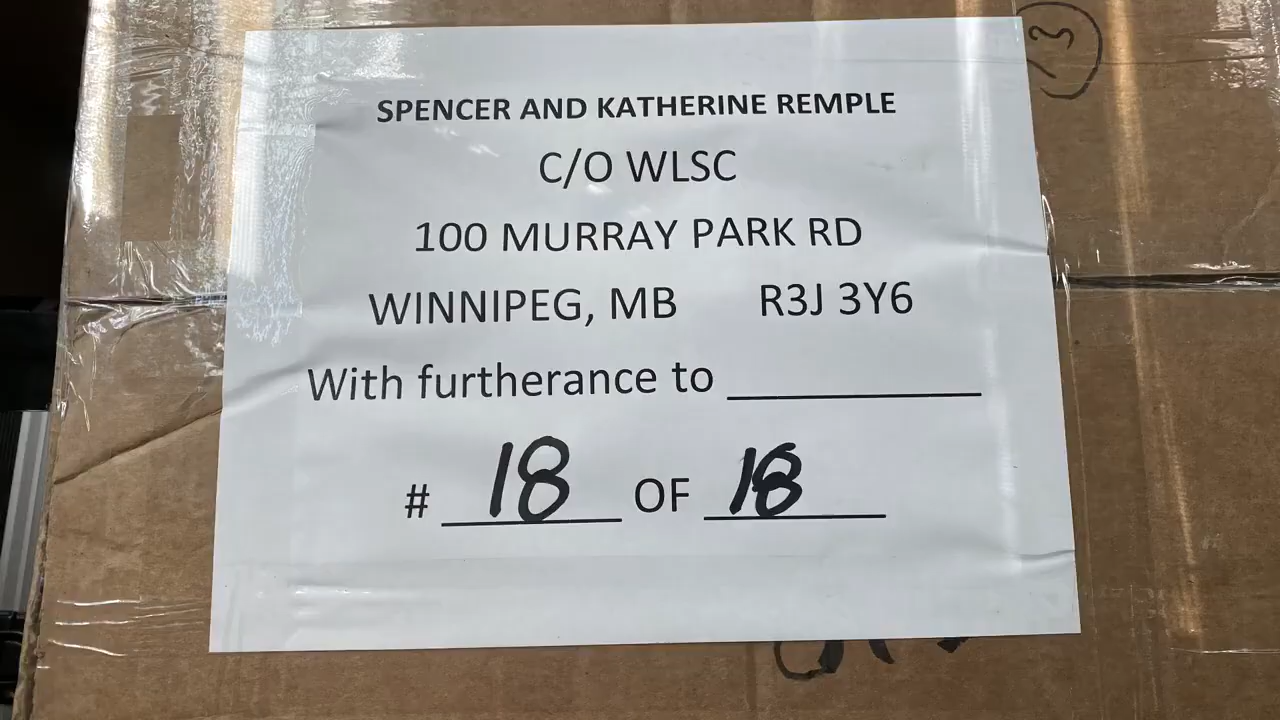 SPENCER AND KATHERINE REMPLE
C/O WLSC
100 MURRAY PARK RD
WINNIPEG, MB R3J 3Y6
With furtherance to
# 18 OF 18